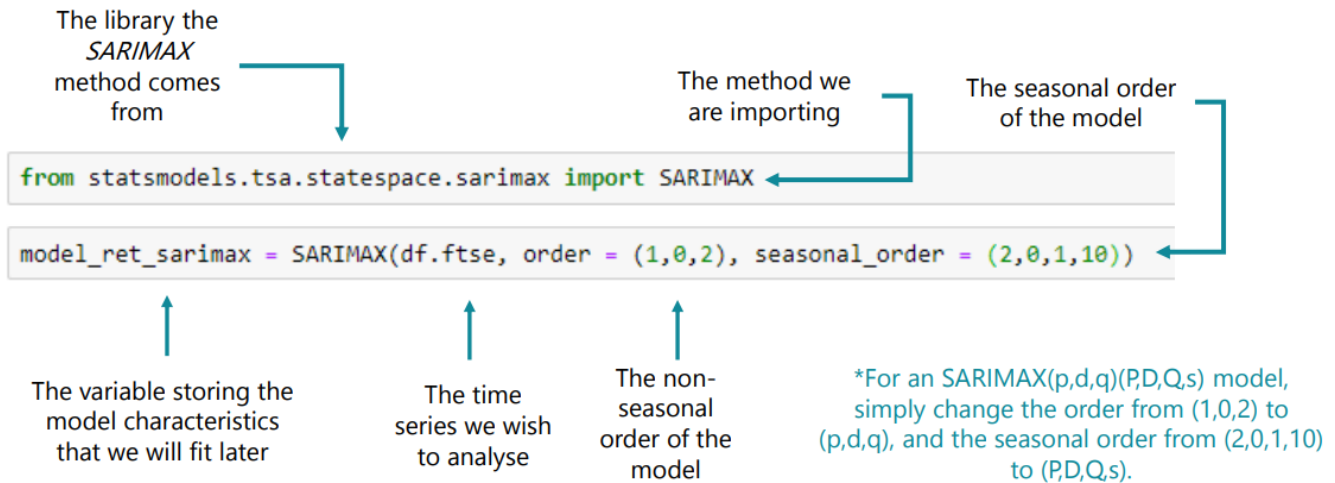 The library the
SARIMAX
method comes
from
The method we
are importing
The seasonal order
of the model
from statsmodels.tsa.statespace.sarimax import SARIMAX
model_ret_sarimax = SARIMAX(df.ftse, order = (1,0,2), seasonal_order = (2,0,1,10))
The variable storing the
model characteristics
that we will fit later
The time
series we wish
to analyse
The non-
seasonal
order of the
model
*For an SARIMAX(p,d,q)(P,D,Q,s) model,
simply change the order from (1,0,2) to
(p,d,q), and the seasonal order from (2,0,1,10)
to (P,D,Q,s).